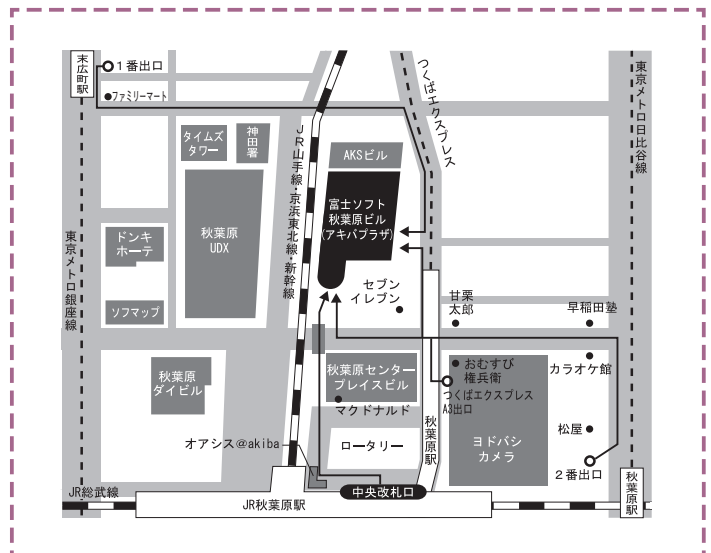 末広町駅
1番出口
ファミリーマート
つくばエクスプレス
東京メトロ日比谷線
タイムズ
タワー
神田署
JR山手線・京浜東北線・新幹線
AKSビル
富士ソフト
秋葉原ビル
(アキバプラザ)
秋葉原
UDX
ドンキ
ホーテ
東京メトロ銀座線
ソフマップ
セブン
イレブン
甘栗
太郎
早稲田塾
秋葉原
ダイビル
秋葉原センター
プレイスビル
マクドナルド
おむすび
権兵衛
つくばエクスプレス
A3出口
カラオケ館
オアシス@akiba
ロータリー
秋葉原駅
ヨドバシ
カメラ
松屋
2番出口
秋葉原駅
JR総武線
中央改札口
JR秋葉原駅